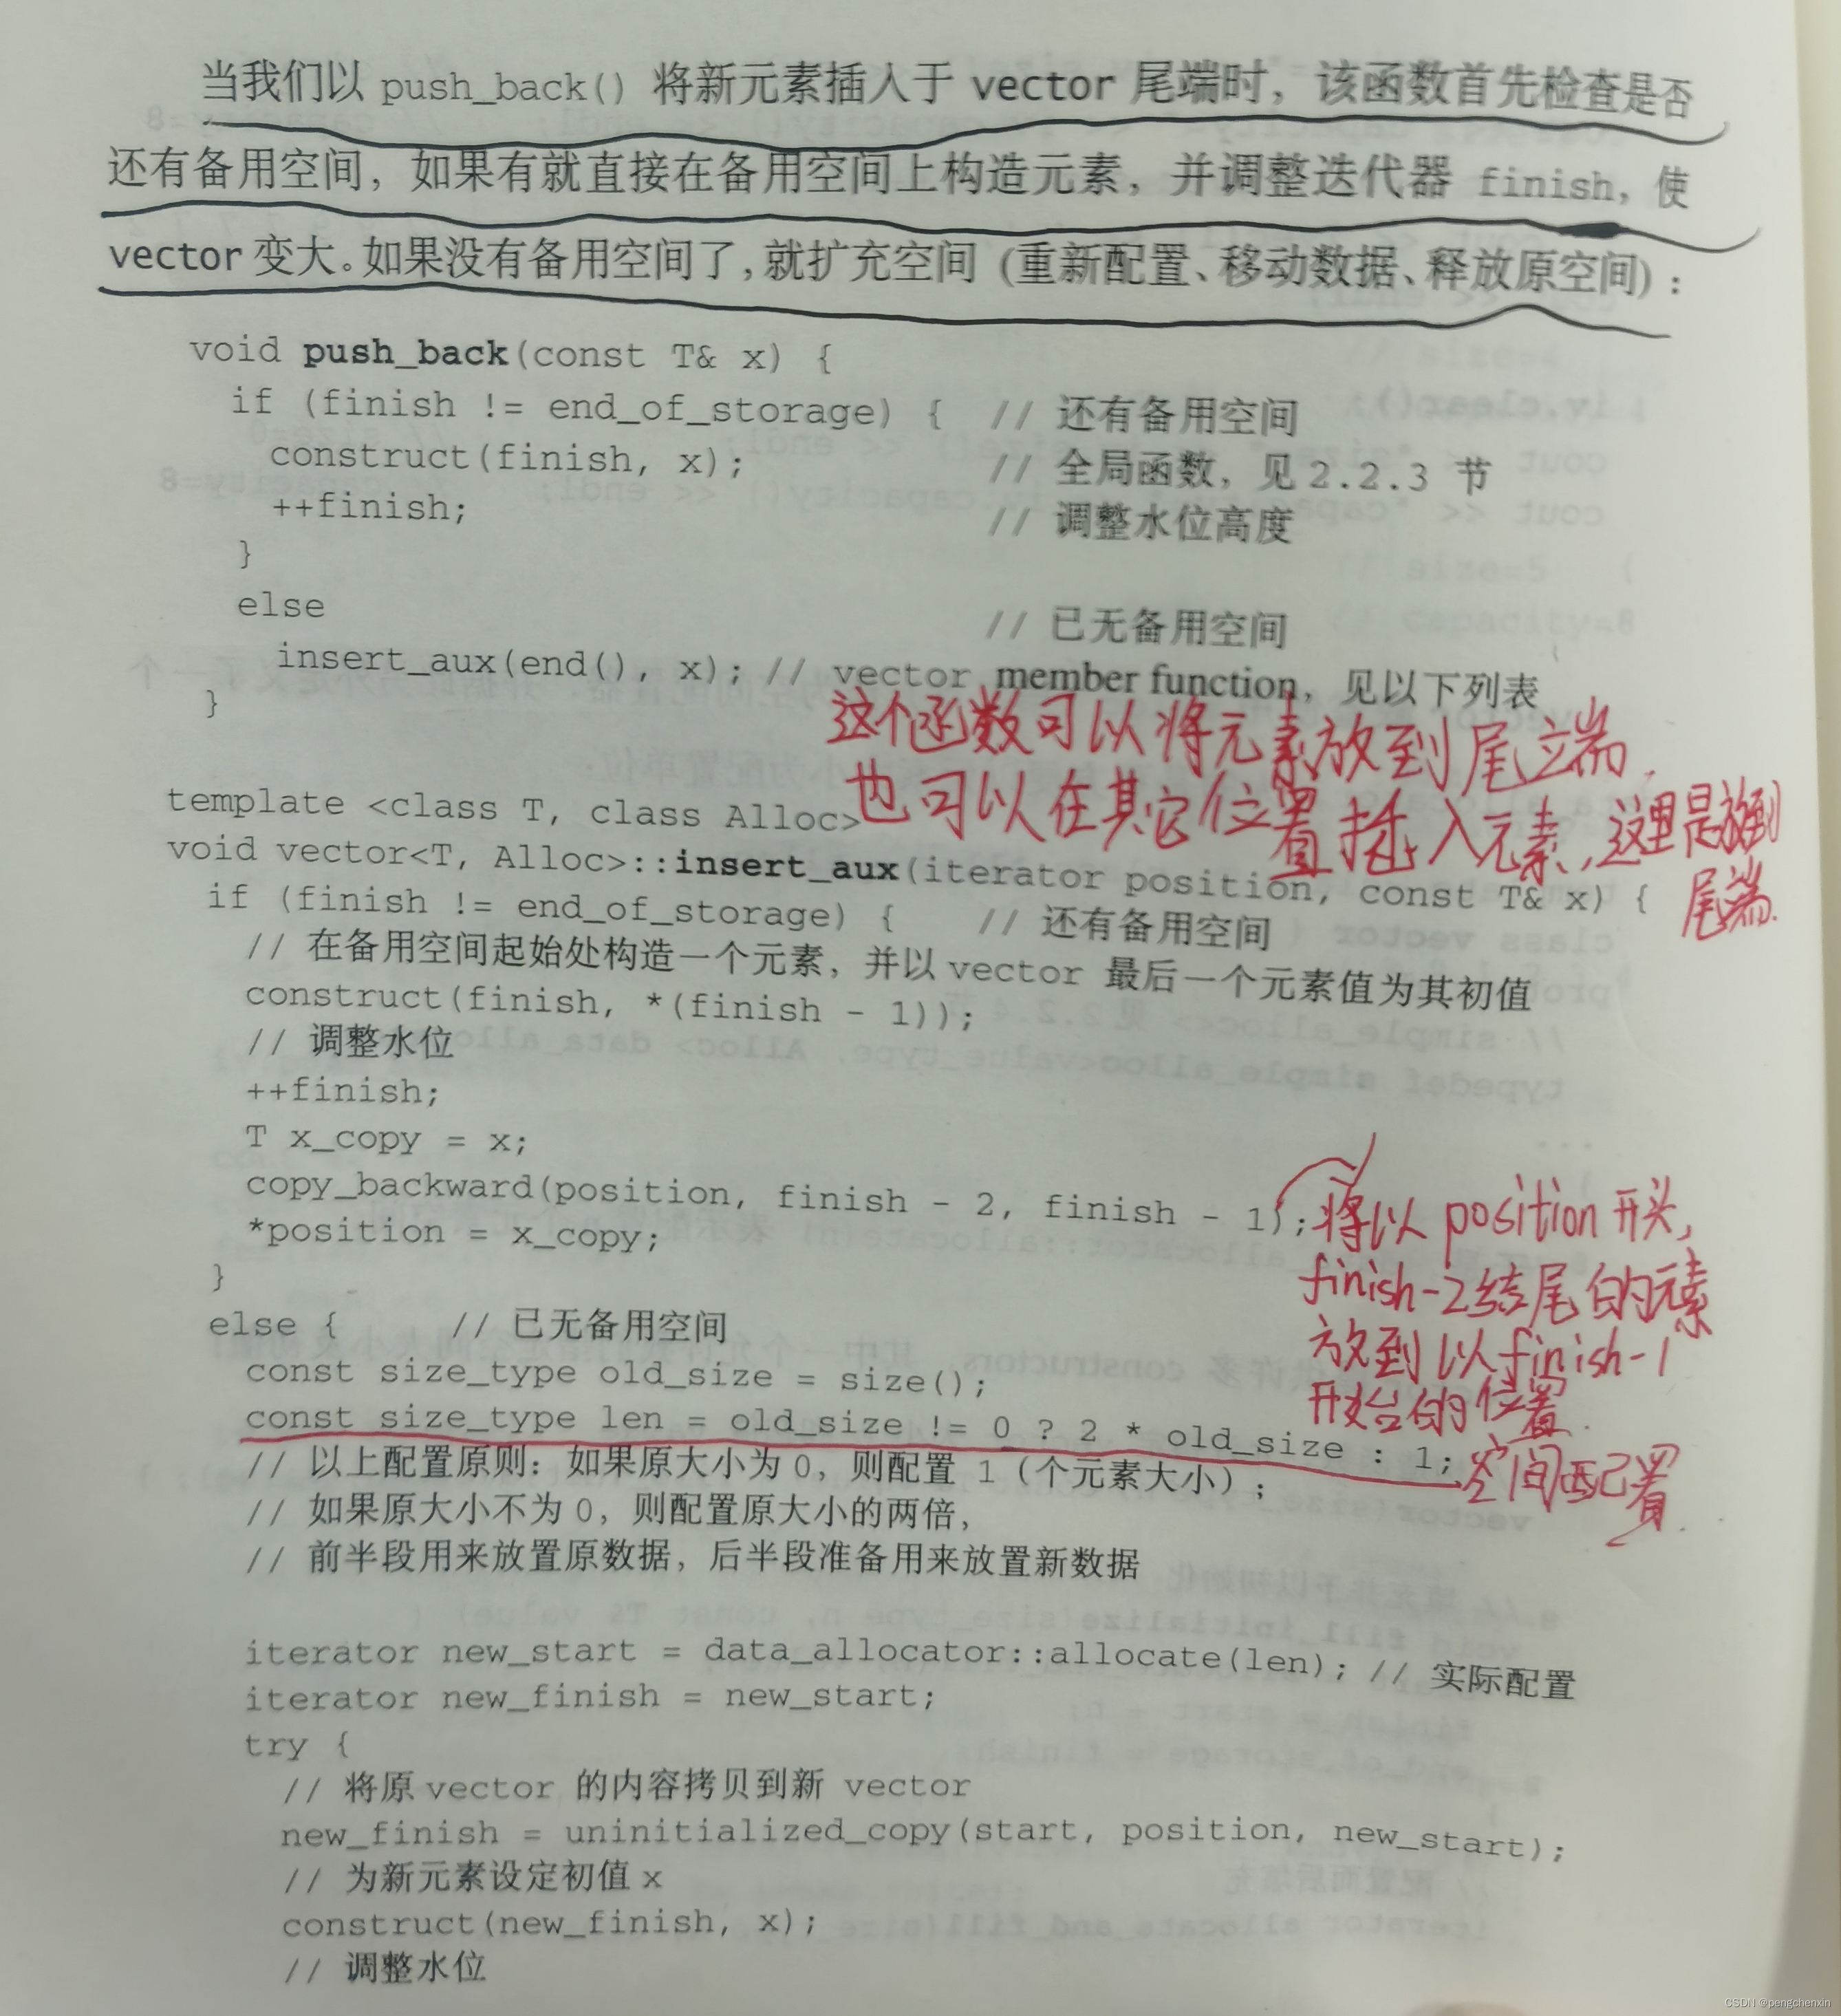 当我们以 push_back() 将新元素插入于 vector 尾端时，该函数首先检查是否
还有备用空间，如果有就直接在备用空间上构造元素，并调整迭代器 finish，使
vector 变大。如果没有备用空间了，就扩充空间（重新配置、移动数据、释放原空间）：
void push_back(const T& x) {
if (finish != end_of_storage) { // 还有备用空间
construct(finish, x); // 全局函数，见 2.2.3 节
++finish; // 调整水位高度
}
else // 已无备用空间
insert_aux(end(), x); // vector member function，见以下列表
}
这个函数可以将元素放到尾端,
也可以在其它位置插入元素,这里是放到
尾端.
template <class T, class Alloc>
void vector<T, Alloc>::insert_aux(iterator position, const T& x) {
if (finish != end_of_storage) { // 还有备用空间
// 在备用空间起始处构造一个元素，并以 vector 最后一个元素值为其初值
construct(finish, *(finish - 1));
// 调整水位
++finish;
T x_copy = x;
copy_backward(position, finish - 2, finish - 1);
*position = x_copy;
将以 position 开头,
finish-2结尾的元素
放到以finish-1
开始的位置.
}
else { // 已无备用空间
const size_type old_size = size();
const size_type len = old_size != 0 ? 2 * old_size : 1;
空间配置.
// 以上配置原则：如果原大小为 0，则配置 1（个元素大小）；
// 如果原大小不为 0，则配置原大小的两倍，
// 前半段用来放置原数据，后半段准备用来放置新数据
iterator new_start = data_allocator::allocate(len); // 实际配置
iterator new_finish = new_start;
try {
// 将原 vector 的内容拷贝到新 vector
new_finish = uninitialized_copy(start, position, new_start);
// 为新元素设定初值 x
construct(new_finish, x);
// 调整水位
CSDN @pengchenxin